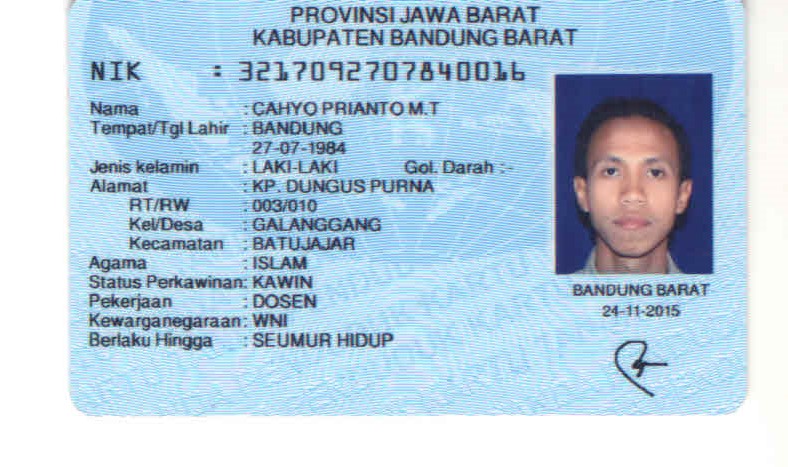 PROVINSI JAWA BARAT
KABUPATEN BANDUNG BARAT
NIK : 3217092707840016
Nama : CAHYO PRIANTO M.T
Tempat/Tgl Lahir : BANDUNG
27-07-1984
Jenis kelamin : LAKI-LAKI Gol. Darah :-
Alamat : KP. DUNGUS PURNA
RT/RW : 003/010
Kel/Desa : GALANGGANG
Kecamatan : BATUJAJAR
Agama : ISLAM
Status Perkawinan: KAWIN
Pekerjaan : DOSEN
Kewarganegaraan: WNI
Berlaku Hingga : SEUMUR HIDUP
BANDUNG BARAT
24-11-2015